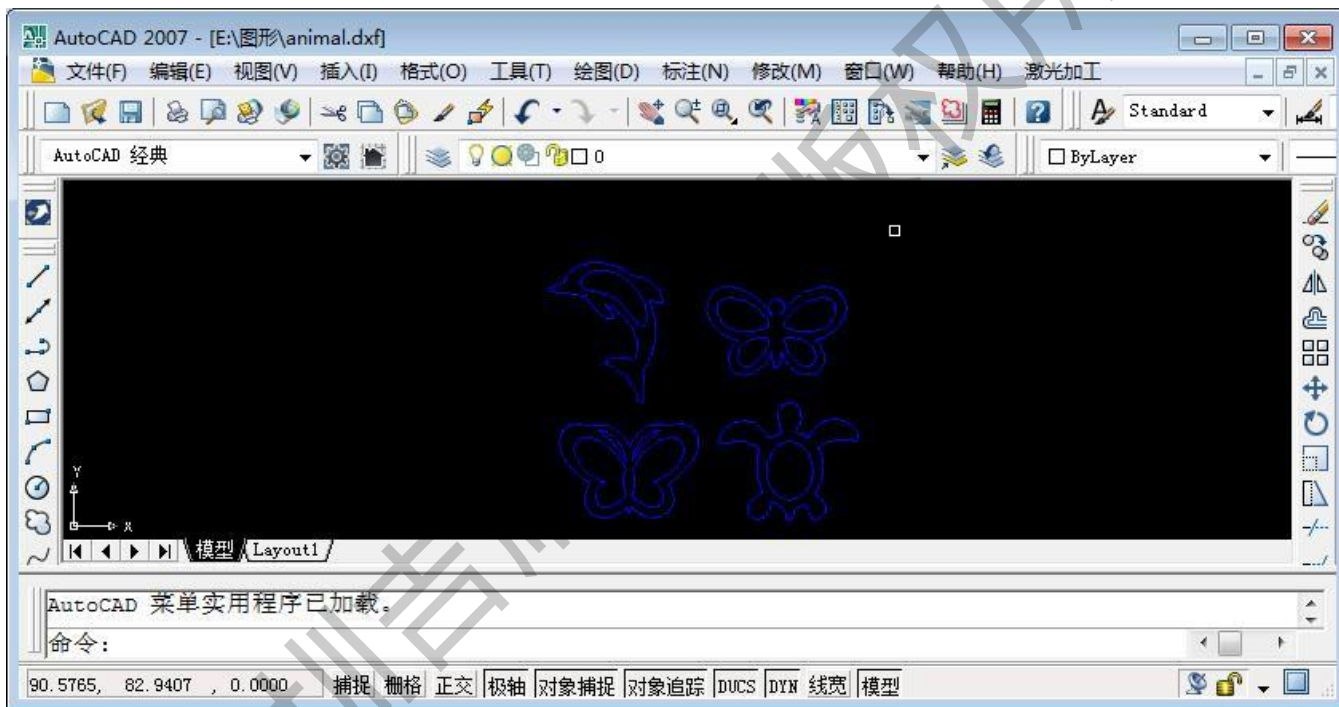 AutoCAD 2007 - [E:\图形\animal.dxf]
文件(F) 编辑(E) 视图(V) 插入(I) 格式(O) 工具(T) 绘图(D) 标注(N) 修改(M) 窗口(W) 帮助(H) 激光加工
Standard
AutoCAD 经典 0 ByLayer
Y
X
模型 Layout1
AutoCAD 菜单实用程序已加载。
命令:
90.5765, 82.9407 , 0.0000 捕捉 栅格 正交 极轴 对象捕捉 对象追踪 DUCS DYN 线宽 模型
版权